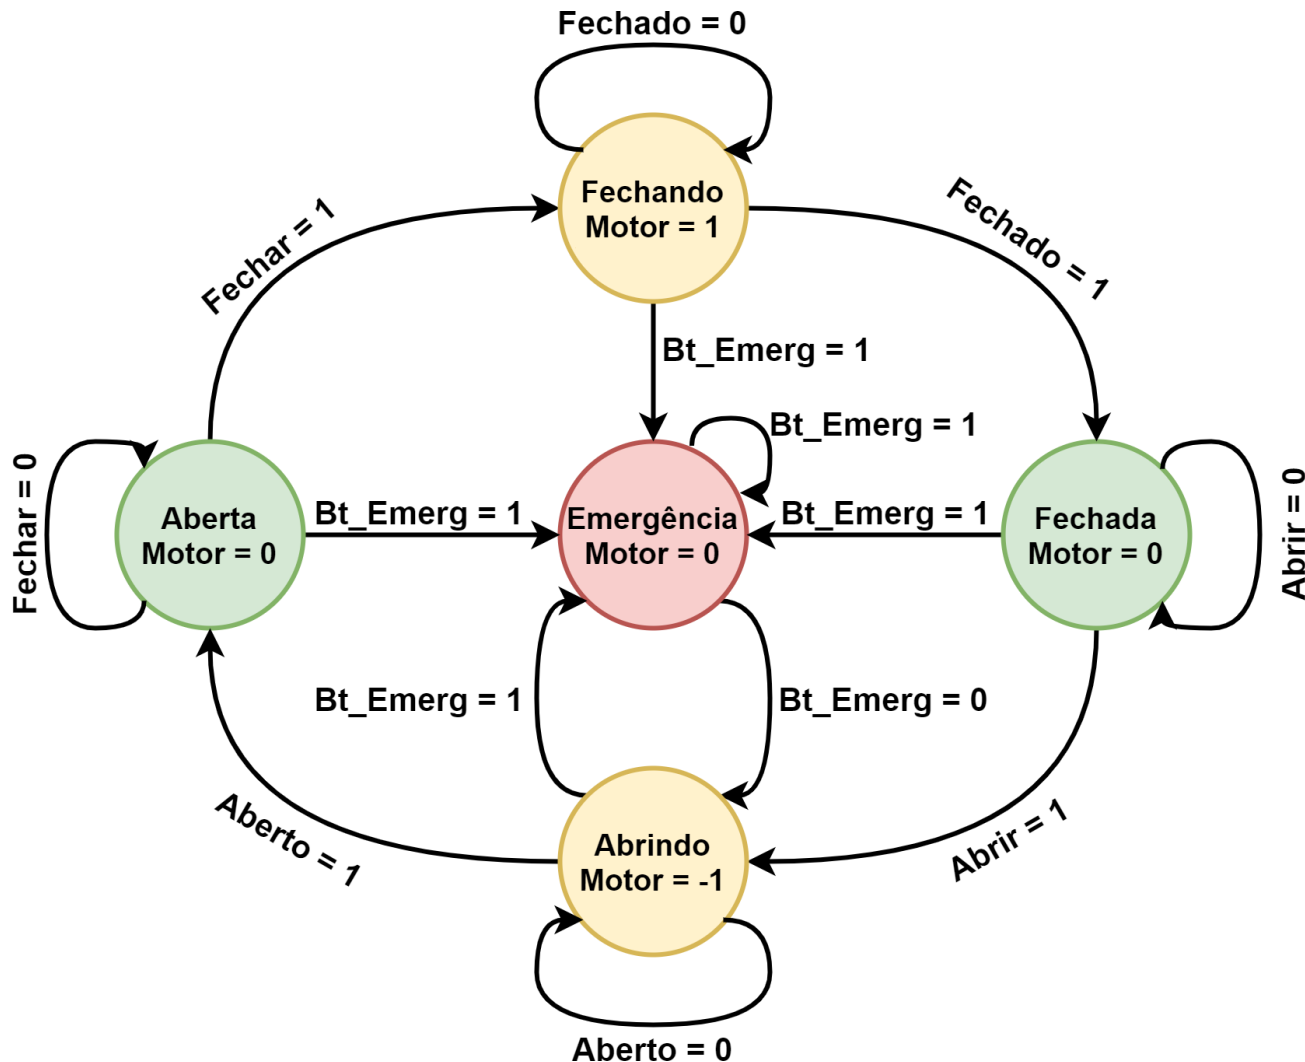 Fechado = 0
Fechando
Motor = 1
Fechar = 1
Fechado = 1
Bt_Emerg = 1
Bt_Emerg = 1
Fechar = 0
Aberta
Motor = 0
Bt_Emerg = 1
Emergência
Motor = 0
Bt_Emerg = 1
Fechada
Motor = 0
Abrir = 0
Bt_Emerg = 1
Bt_Emerg = 0
Aberto = 1
Abrindo
Motor = -1
Abrir = 1
Aberto = 0